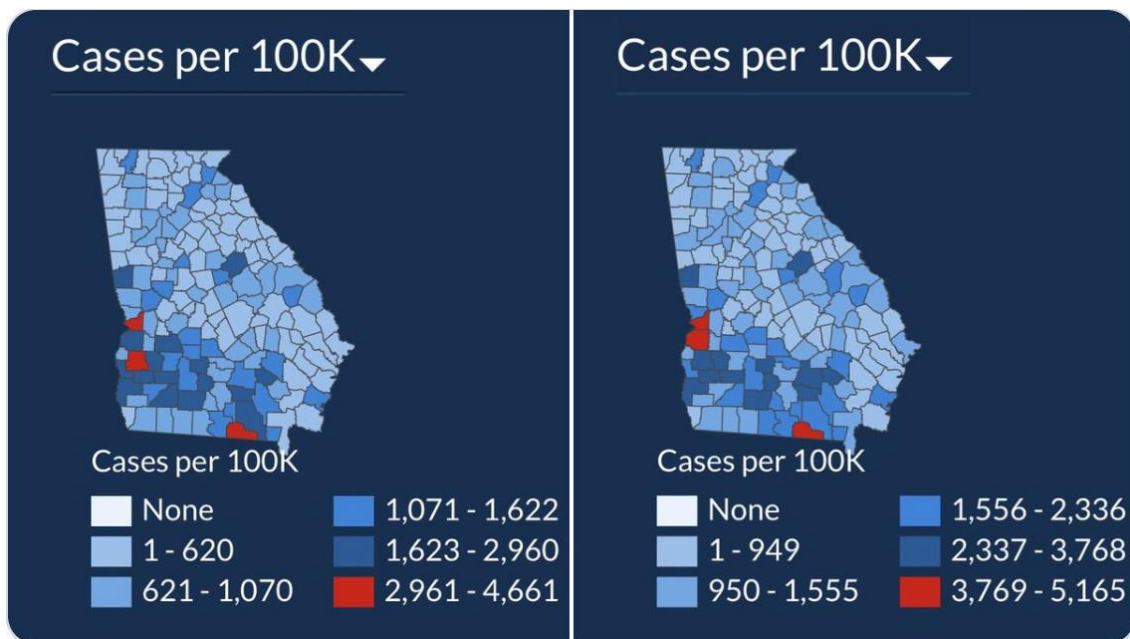 Cases per 100K
Cases per 100K
None
1 - 620
621 - 1,070
1,071 - 1,622
1,623 - 2,960
2,961 - 4,661
Cases per 100K
Cases per 100K
None
1 - 949
950 - 1,555
1,556 - 2,336
2,337 - 3,768
3,769 - 5,165